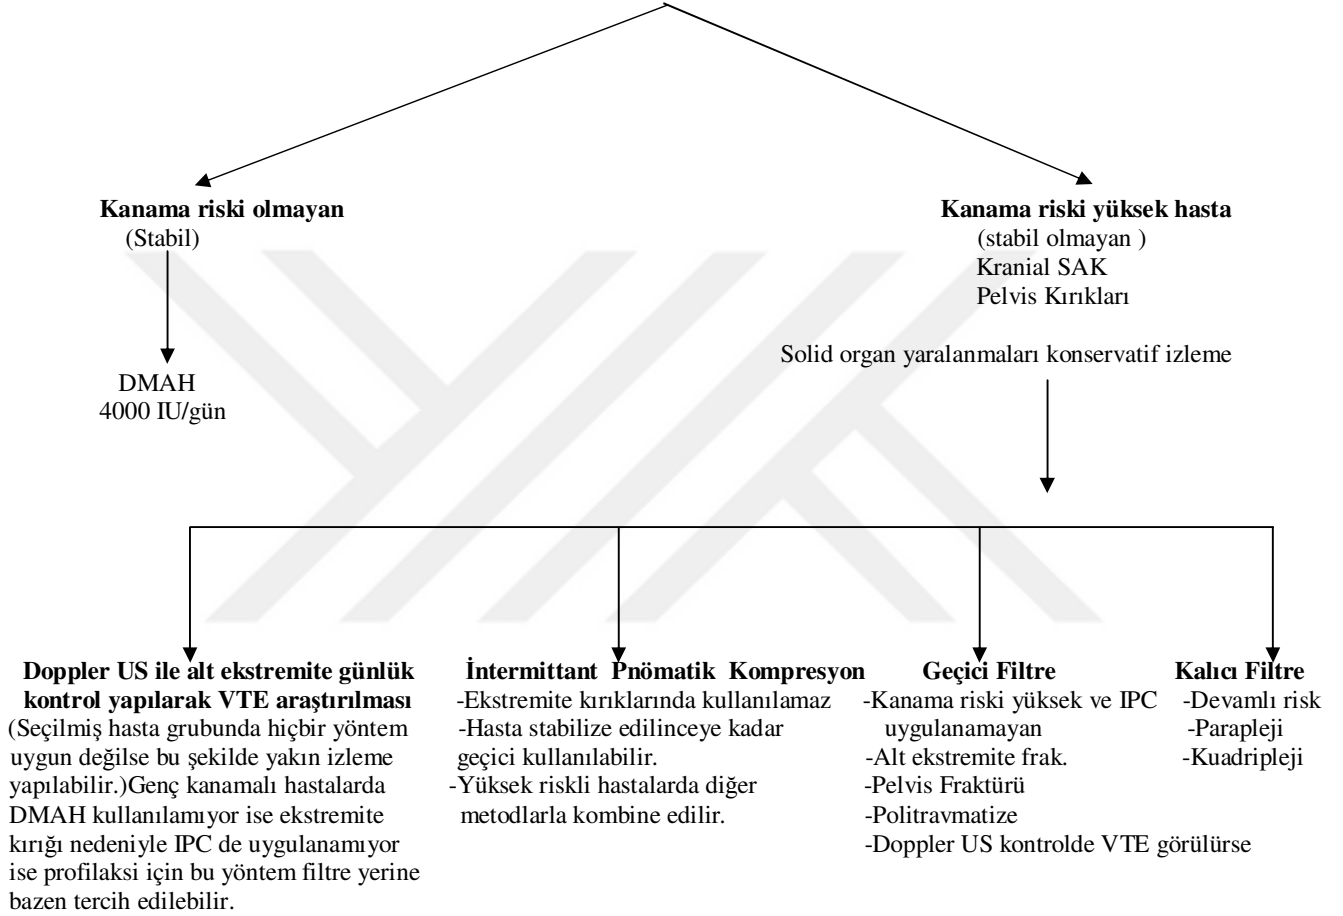 Kanama riski olmayan
(Stabil)
DMAH
4000 IU/gün
Kanama riski yüksek hasta
(stabil olmayan )
Kranial SAK
Pelvis Kırıkları
Solid organ yaralanmaları konservatif izleme
Doppler US ile alt ekstremite günlük
kontrol yapılarak VTE araştırılması
(Seçilmiş hasta grubunda hiçbir yöntem
uygun değilse bu şekilde yakın izleme
yapılabilir.)Genç kanamalı hastalarda
DMAH kullanılamıyor ise ekstremite
kırığı nedeniyle IPC de uygulanamıyor
ise profilaksi için bu yöntem filtre yerine
bazen tercih edilebilir.
İntermittant Pnömatik Kompresyon
-Ekstremite kırıklarında kullanılamaz
-Hasta stabilize edilinceye kadar
geçici kullanılabilir.
-Yüksek riskli hastalarda diğer
metodlarla kombine edilir.
Geçici Filtre
-Kanama riski yüksek ve IPC
uygulanamayan
-Alt ekstremite frak.
-Pelvis Fraktürü
-Politravmatize
-Doppler US kontrolde VTE görülürse
Kalıcı Filtre
-Devamlı risk
-Parapleji
-Kuadripleji